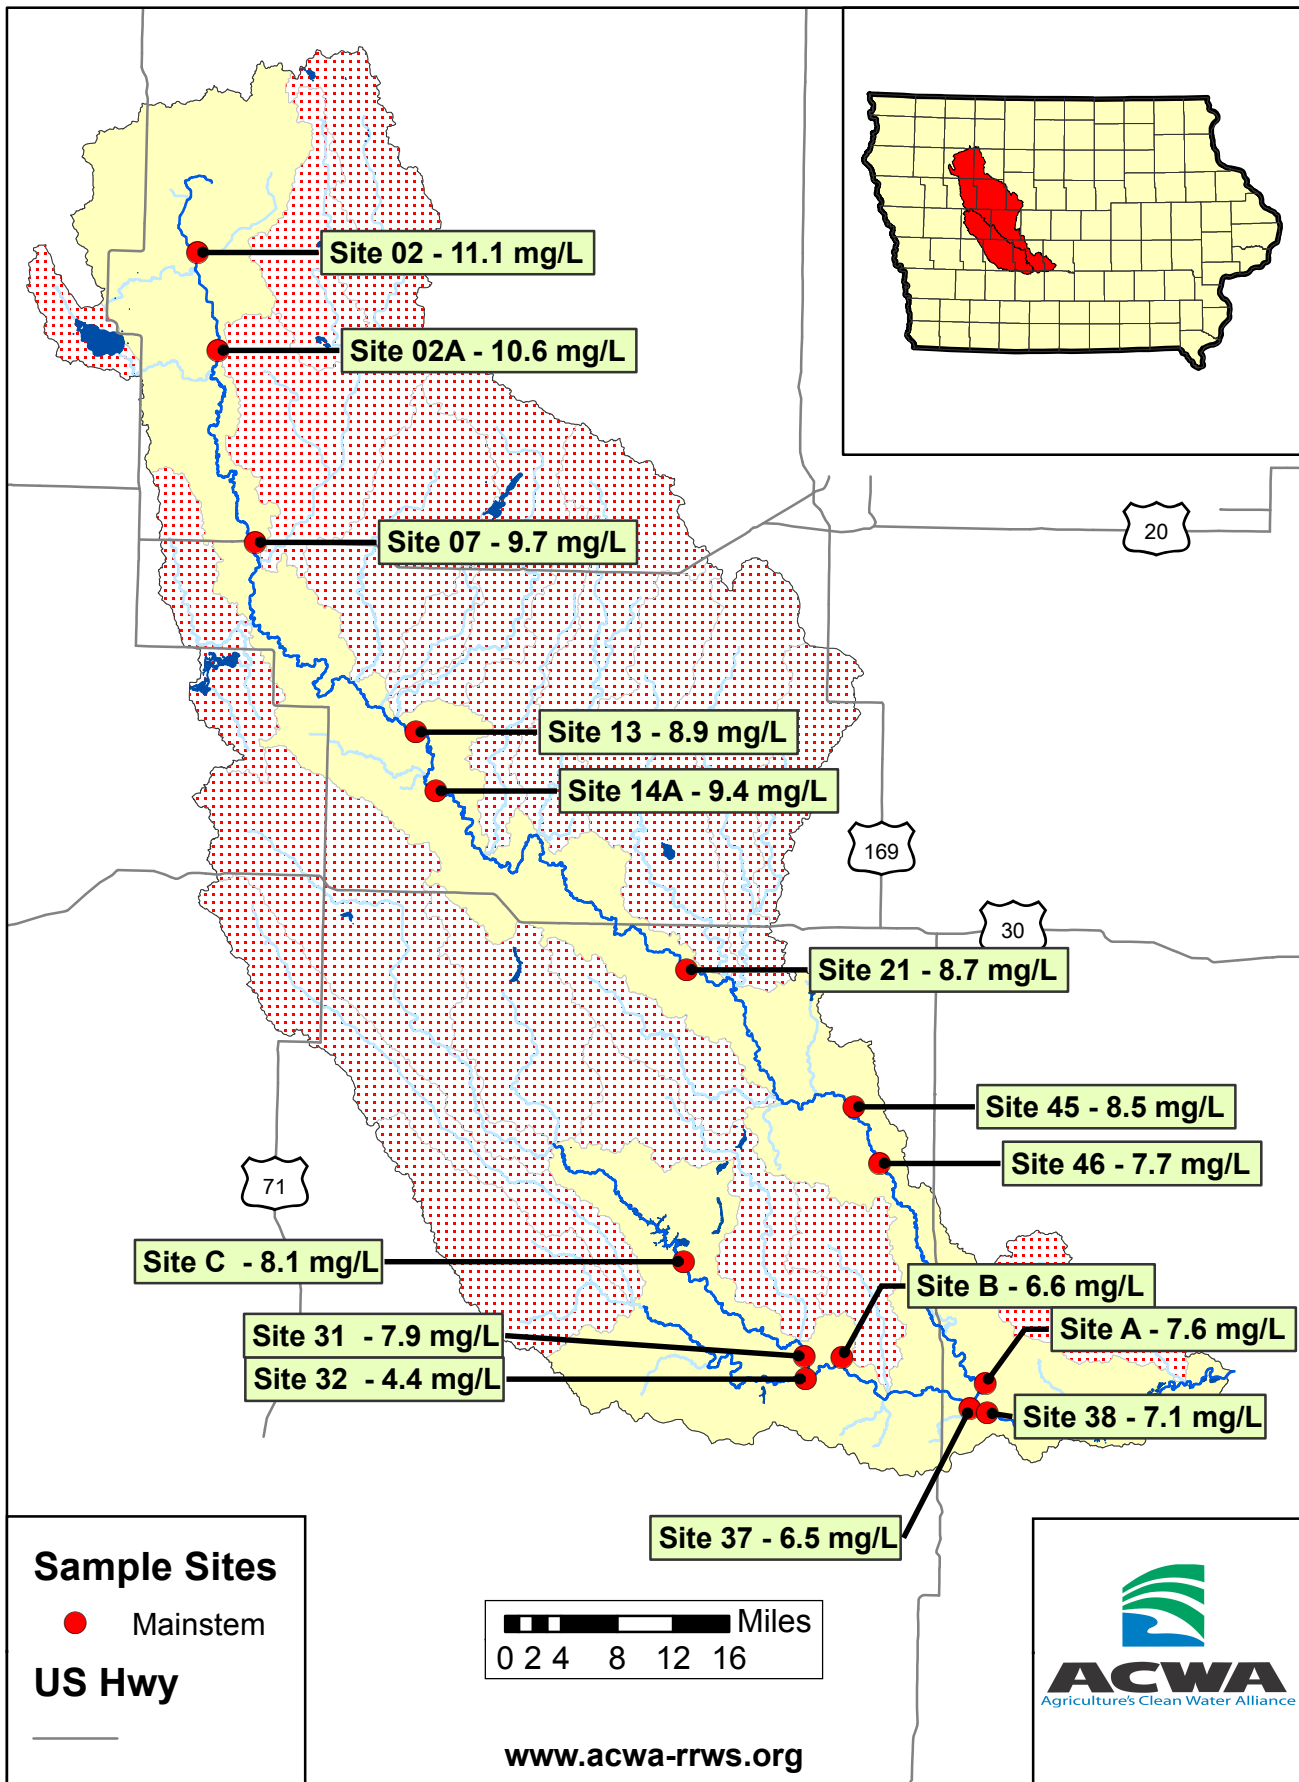 Site 02 - 11.1 mg/L
Site 02A - 10.6 mg/L
Site 07 - 9.7 mg/L
20
Site 13 - 8.9 mg/L
Site 14A - 9.4 mg/L
169
30
Site 21 - 8.7 mg/L
Site 45 - 8.5 mg/L
Site 46 - 7.7 mg/L
71
Site C - 8.1 mg/L
Site B - 6.6 mg/L
Site 31 - 7.9 mg/L
Site A - 7.6 mg/L
Site 32 - 4.4 mg/L
Site 38 - 7.1 mg/L
Site 37 - 6.5 mg/L
Sample Sites
Mainstem
US Hwy
Miles
0 2 4 8 12 16
www.acwa-rrws.org
ACWA
Agriculture's Clean Water Alliance